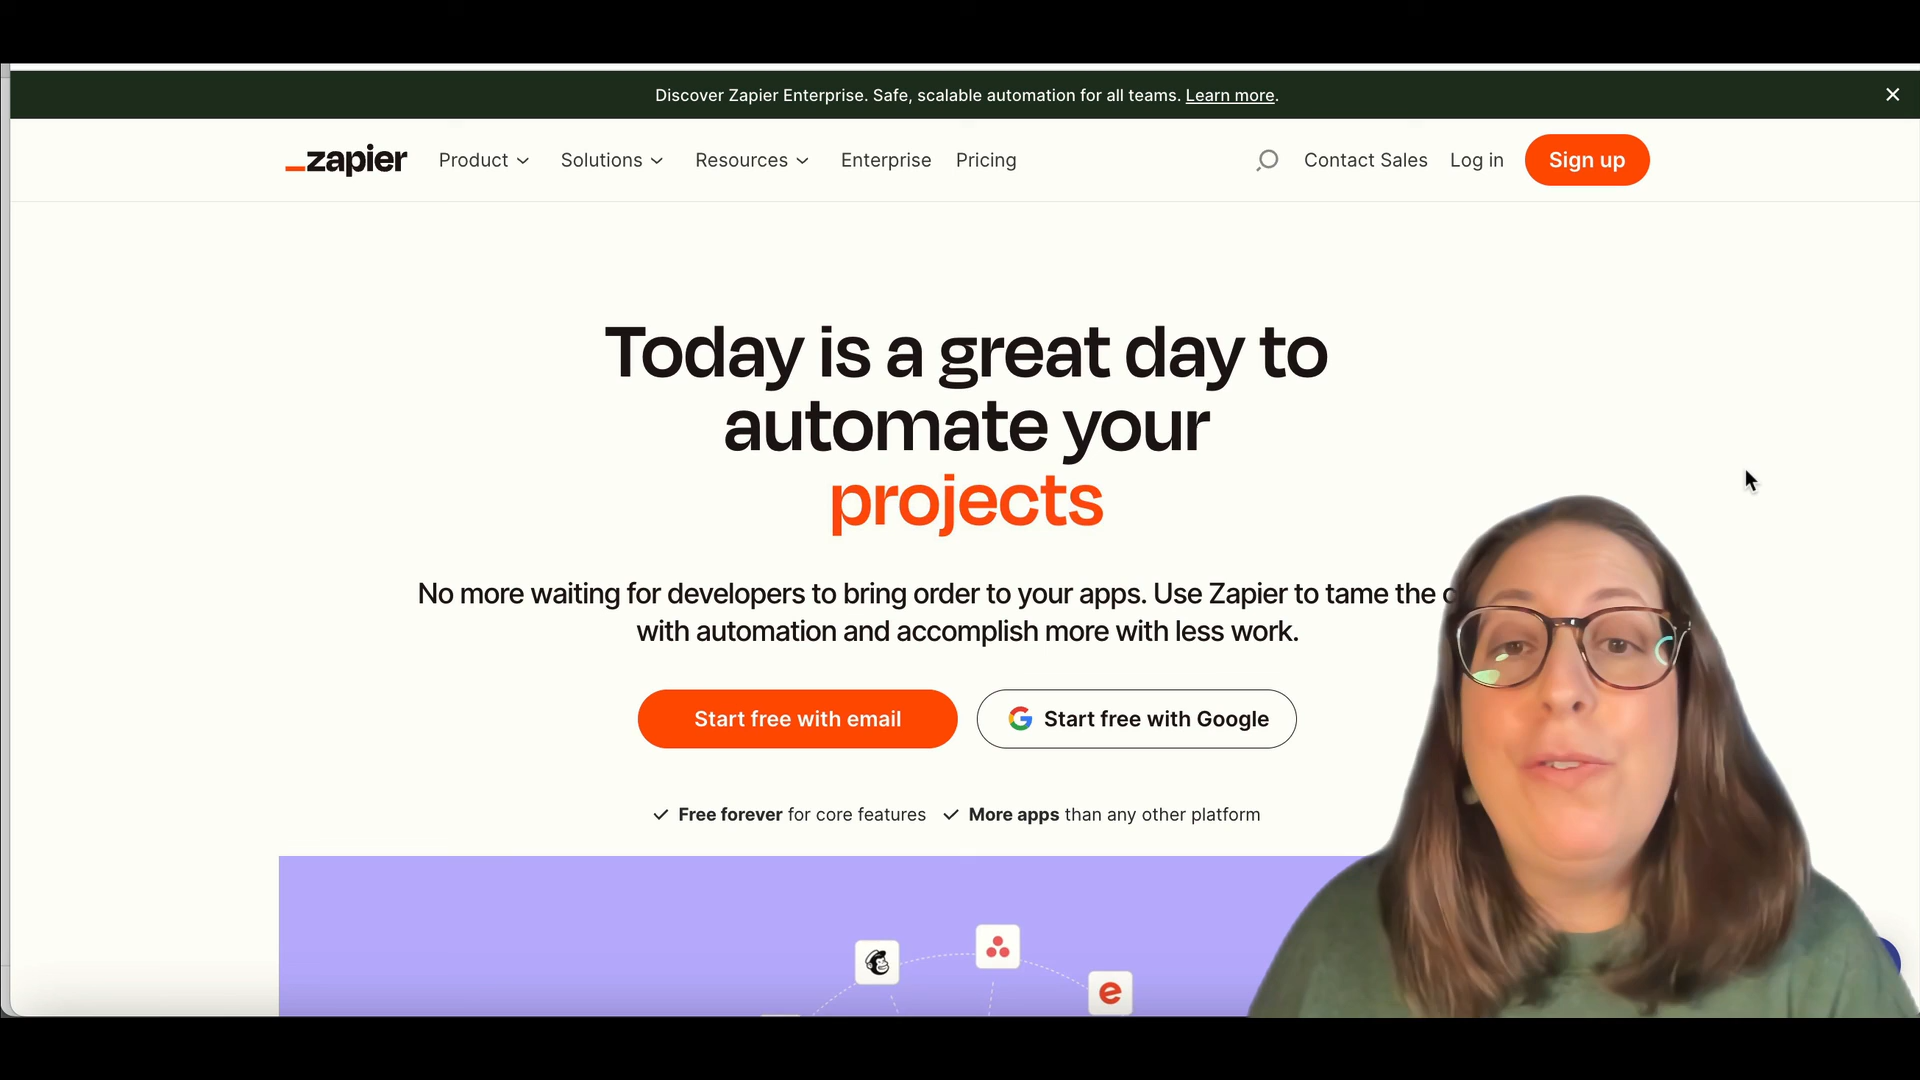 Discover Zapier Enterprise. Safe, scalable automation for all teams. Learn more.
zapier Product Solutions Resources Enterprise Pricing Contact Sales Log in Sign up
Today is a great day to
automate your
projects
No more waiting for developers to bring order to your apps. Use Zapier to tame the
with automation and accomplish more with less work.
Start free with email
Start free with Google
Free forever for core features More apps than any other platform